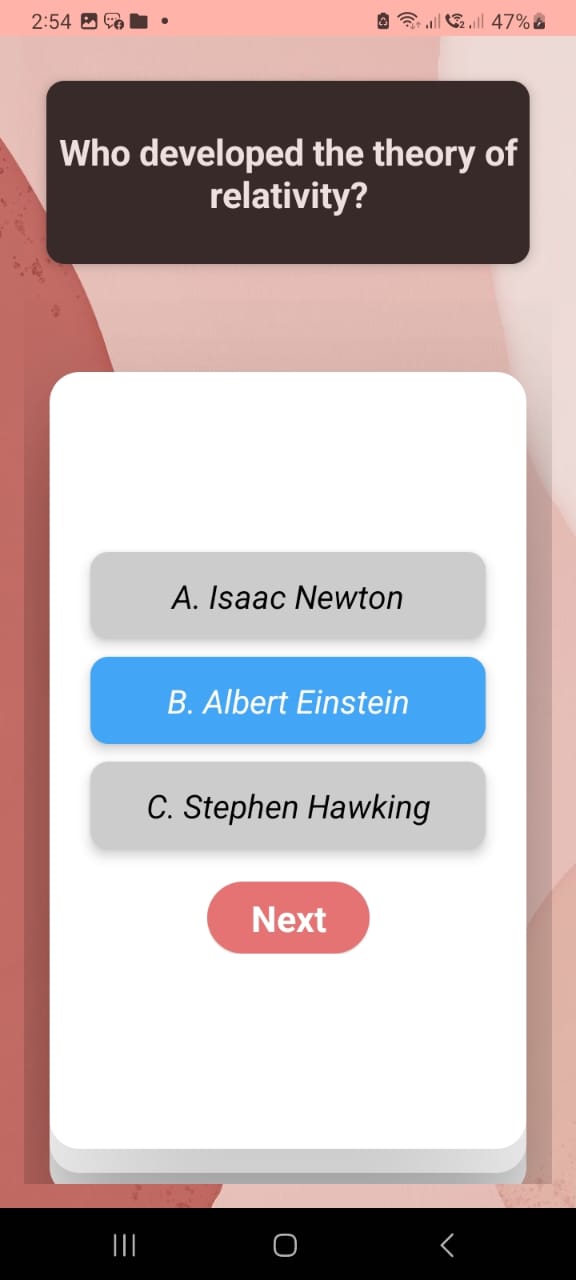 2:54
47%
Who developed the theory of
relativity?
A. Isaac Newton
B. Albert Einstein
C. Stephen Hawking
Next